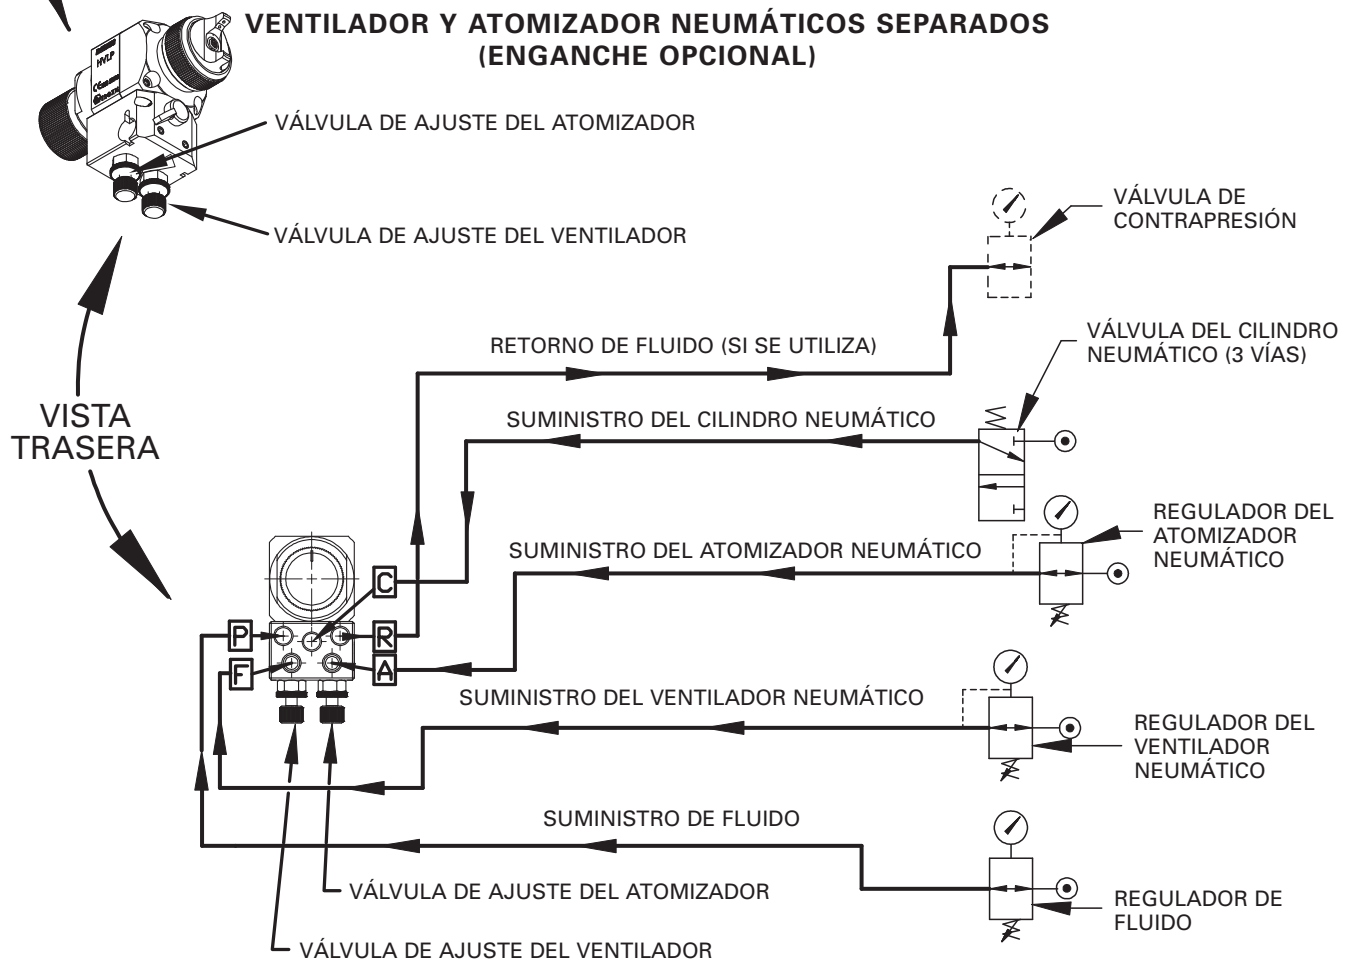 VENTILADOR Y ATOMIZADOR NEUMÁTICOS SEPARADOS
(ENGANCHE OPCIONAL)
HVLP
VÁLVULA DE AJUSTE DEL ATOMIZADOR
VÁLVULA DE AJUSTE DEL VENTILADOR
VÁLVULA DE
CONTRAPRESIÓN
RETORNO DE FLUIDO (SI SE UTILIZA)
VÁLVULA DEL CILINDRO
NEUMÁTICO (3 VÍAS)
VISTA
TRASERA
SUMINISTRO DEL CILINDRO NEUMÁTICO
REGULADOR DEL
ATOMIZADOR
NEUMÁTICO
SUMINISTRO DEL ATOMIZADOR NEUMÁTICO
C
P
R
F
A
SUMINISTRO DEL VENTILADOR NEUMÁTICO
REGULADOR DEL
VENTILADOR
NEUMÁTICO
SUMINISTRO DE FLUIDO
VÁLVULA DE AJUSTE DEL ATOMIZADOR
REGULADOR DE
FLUIDO
VÁLVULA DE AJUSTE DEL VENTILADOR